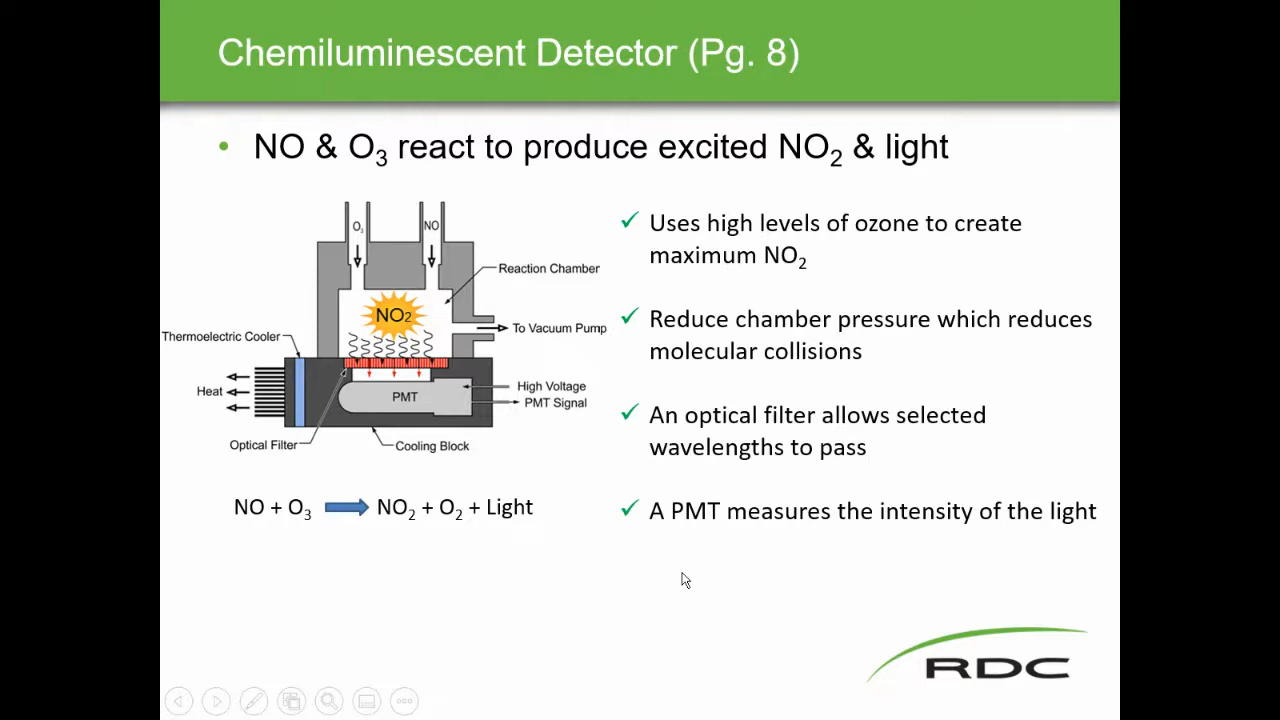 Chemiluminescent Detector (Pg. 8)
• NO & O₃ react to produce excited NO₂ & light
O₃
NO
Reaction Chamber
NO₂
To Vacuum Pump
Thermoelectric Cooler
Heat
PMT
High Voltage
PMT Signal
Optical Filter
Cooling Block
NO + O₃ NO₂ + O₂ + Light
✓ Uses high levels of ozone to create
maximum NO₂
✓ Reduce chamber pressure which reduces
molecular collisions
✓ An optical filter allows selected
wavelengths to pass
✓ A PMT measures the intensity of the light
RDC